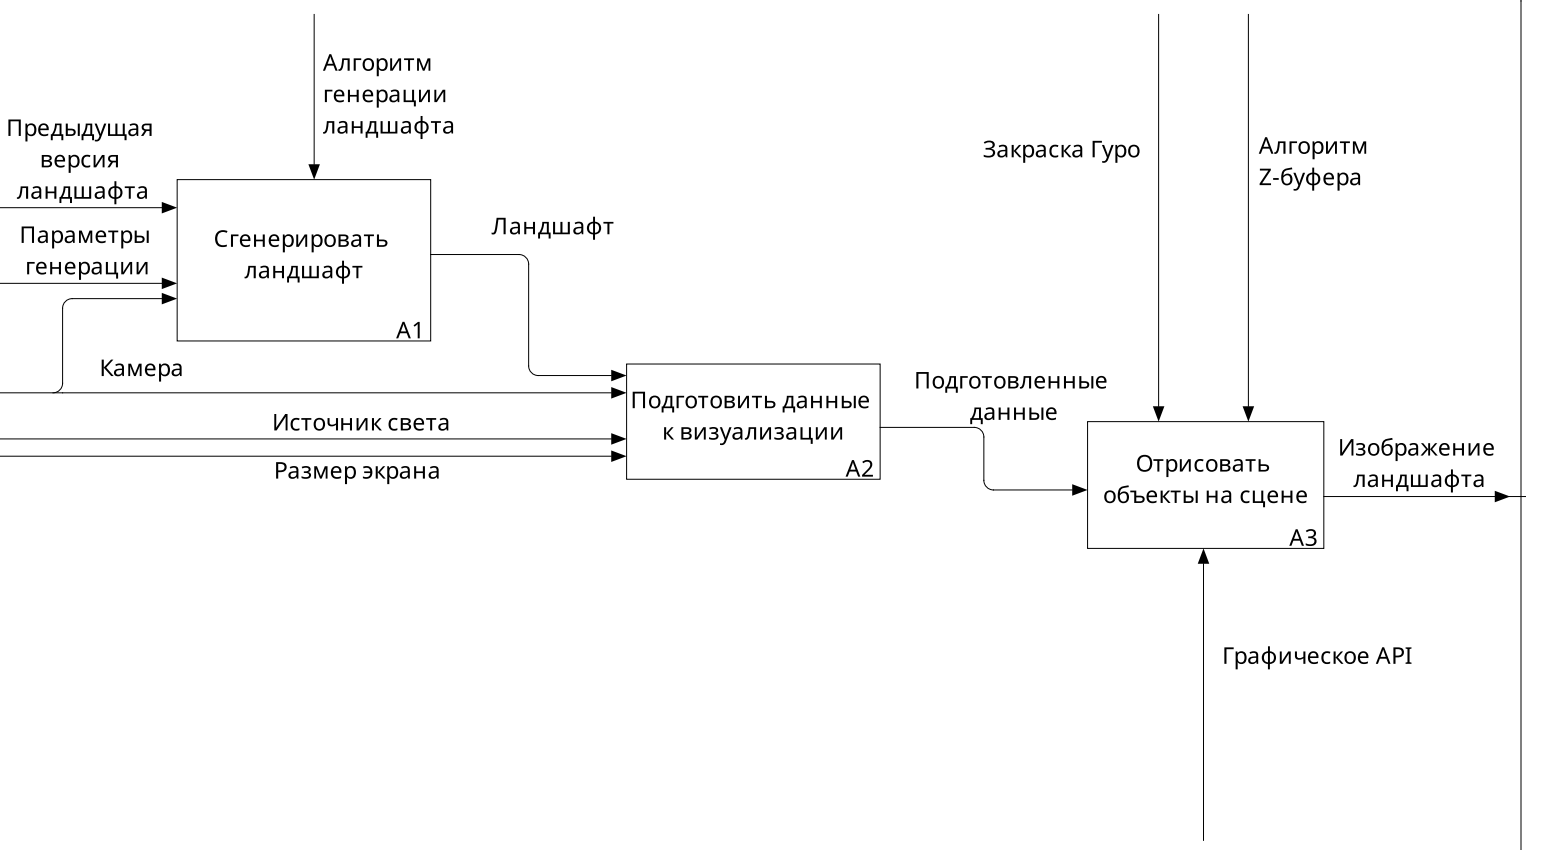 Алгоритм
генерации
ландшафта
Предыдущая
версия
ландшафта
Параметры
генерации
Сгенерировать
ландшафт
A1
Ландшафт
Камера
Источник света
Размер экрана
Подготовить данные
к визуализации
A2
Подготовленные
данные
Закраска Гуро
Алгоритм
Z-буфера
Отрисовать
объекты на сцене
A3
Изображение
ландшафта
Графическое API